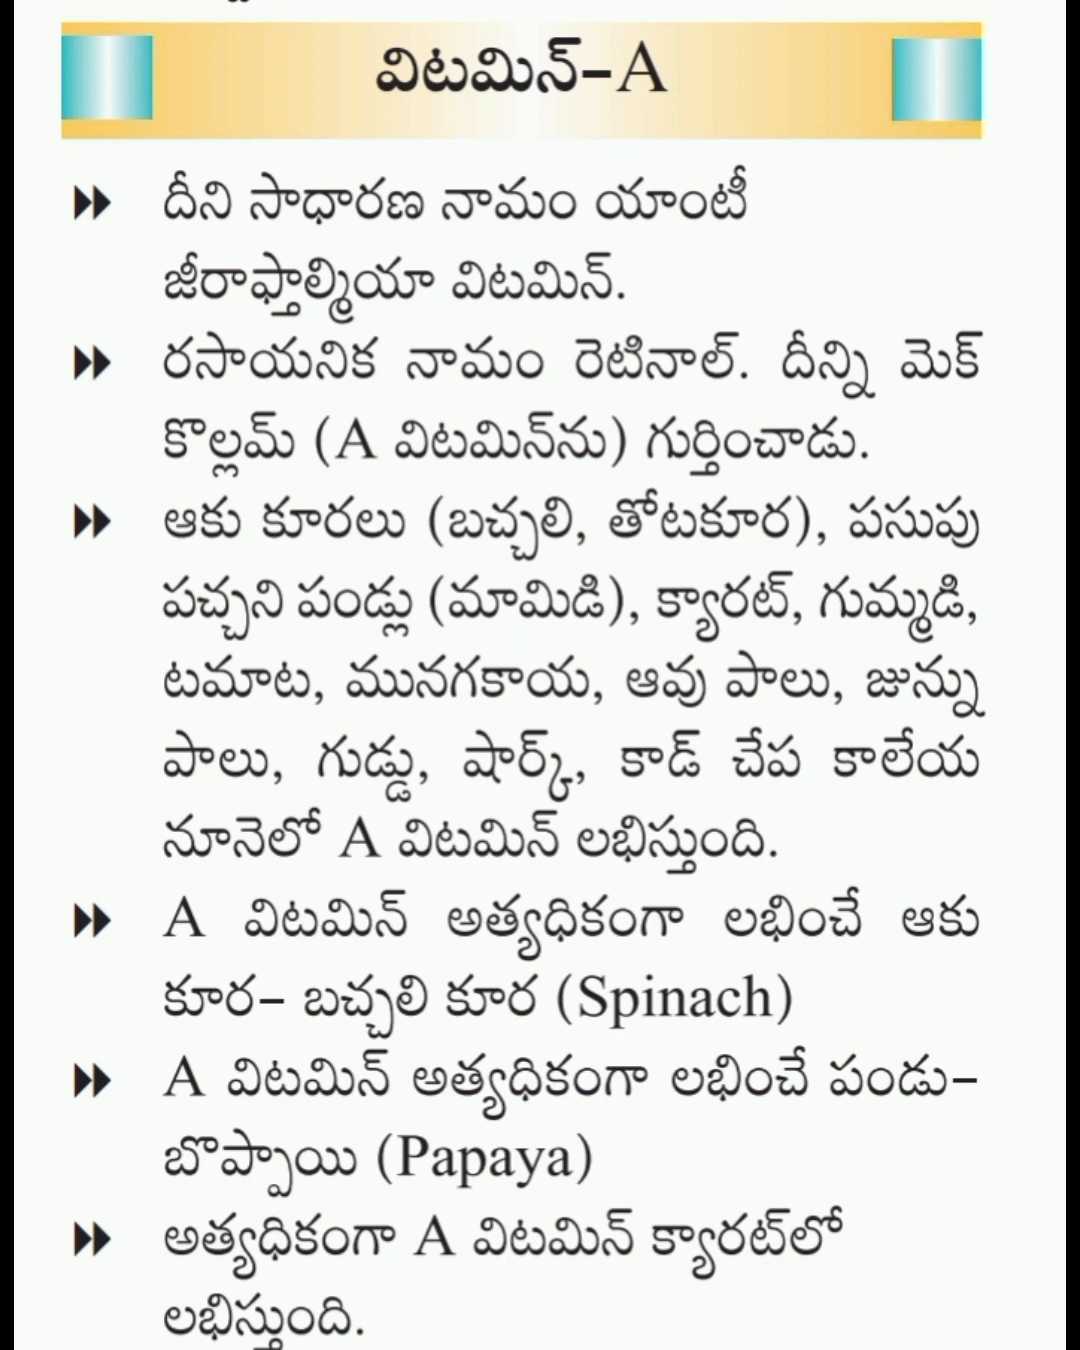 విటమిన్-A
దీని సాధారణ నామం యాంటీ
జీరాఫ్తాల్మియా విటమిన్.
రసాయనిక నామం రెటినాల్. దీన్ని మెక్
కొల్లమ్ (A విటమిన్‌ను) గుర్తించాడు.
ఆకు కూరలు (బచ్చలి, తోటకూర), పసుపు
పచ్చని పండ్లు (మామిడి), క్యారట్, గుమ్మడి,
టమాట, మునగకాయ, ఆవు పాలు, జున్ను
పాలు, గుడ్డు, షార్క్, కాడ్ చేప కాలేయ
నూనెలో A విటమిన్ లభిస్తుంది.
A విటమిన్ అత్యధికంగా లభించే ఆకు
కూర- బచ్చలి కూర (Spinach)
A విటమిన్ అత్యధికంగా లభించే పండు-
బొప్పాయి (Papaya)
అత్యధికంగా A విటమిన్ క్యారట్‌లో
లభిస్తుంది.